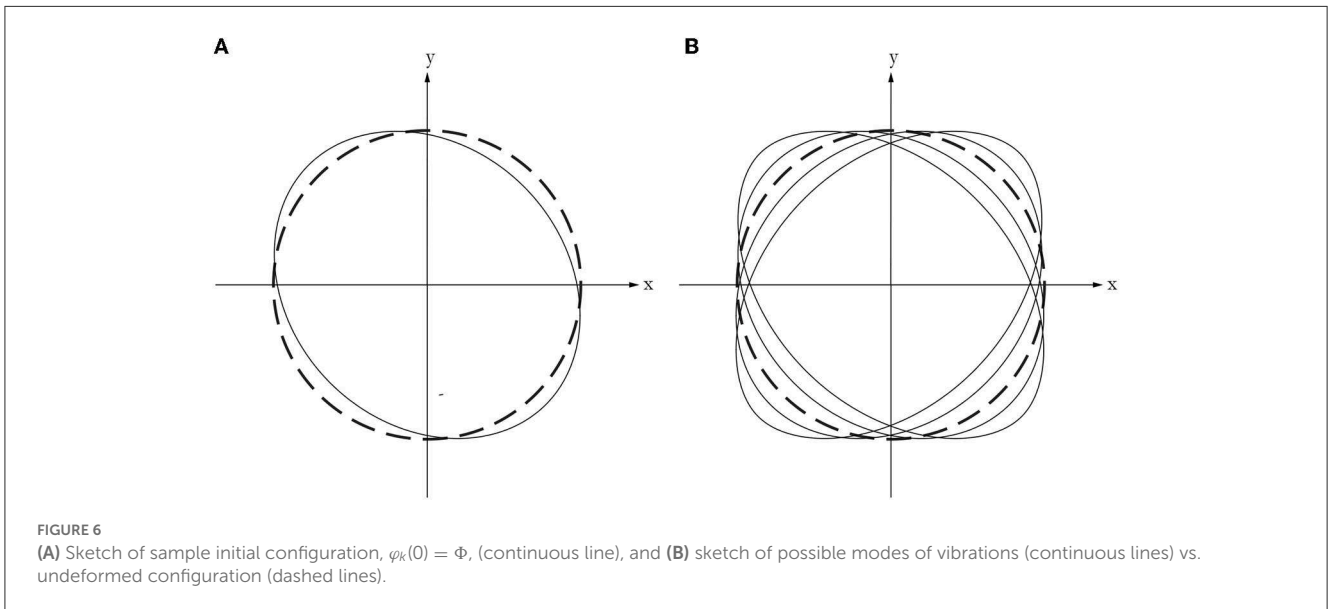 A
B
y
y
x
x
FIGURE 6
(A) Sketch of sample initial configuration, φₖ(0) = Φ, (continuous line), and (B) sketch of possible modes of vibrations (continuous lines) vs.
undeformed configuration (dashed lines).